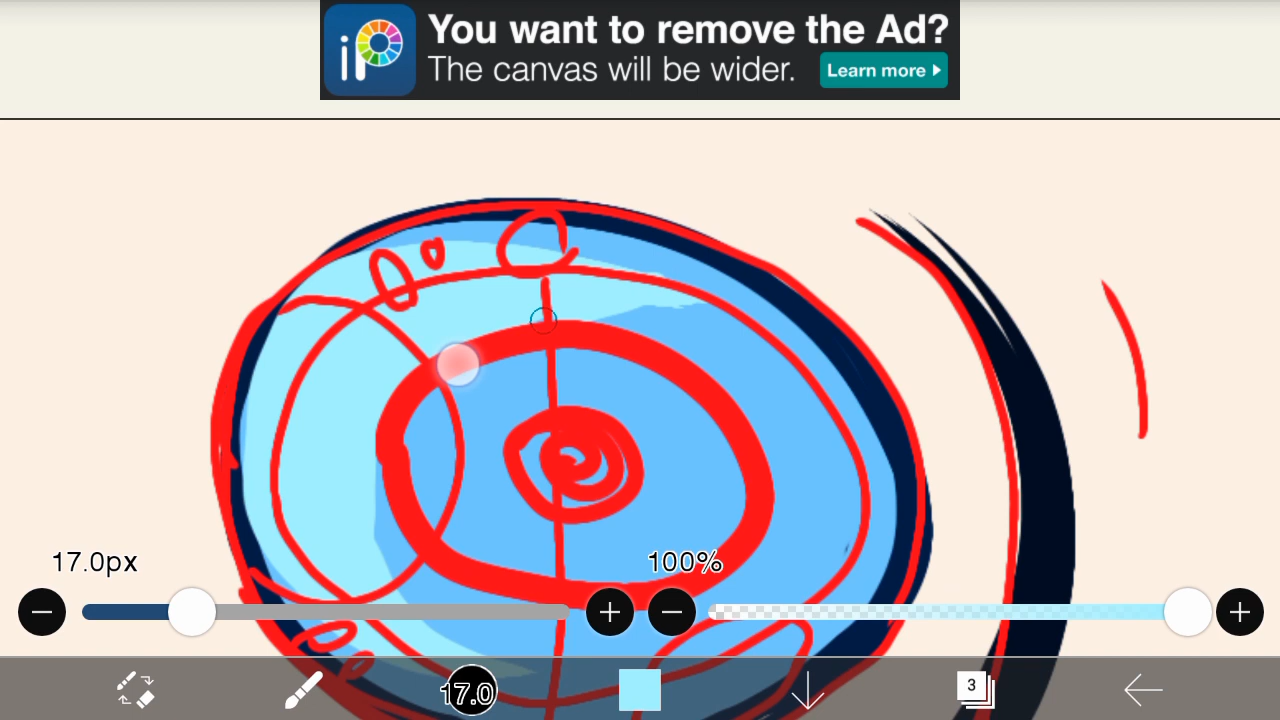 iP
You want to remove the Ad?
The canvas will be wider.
Learn more
17.0px
100%
17.0
3